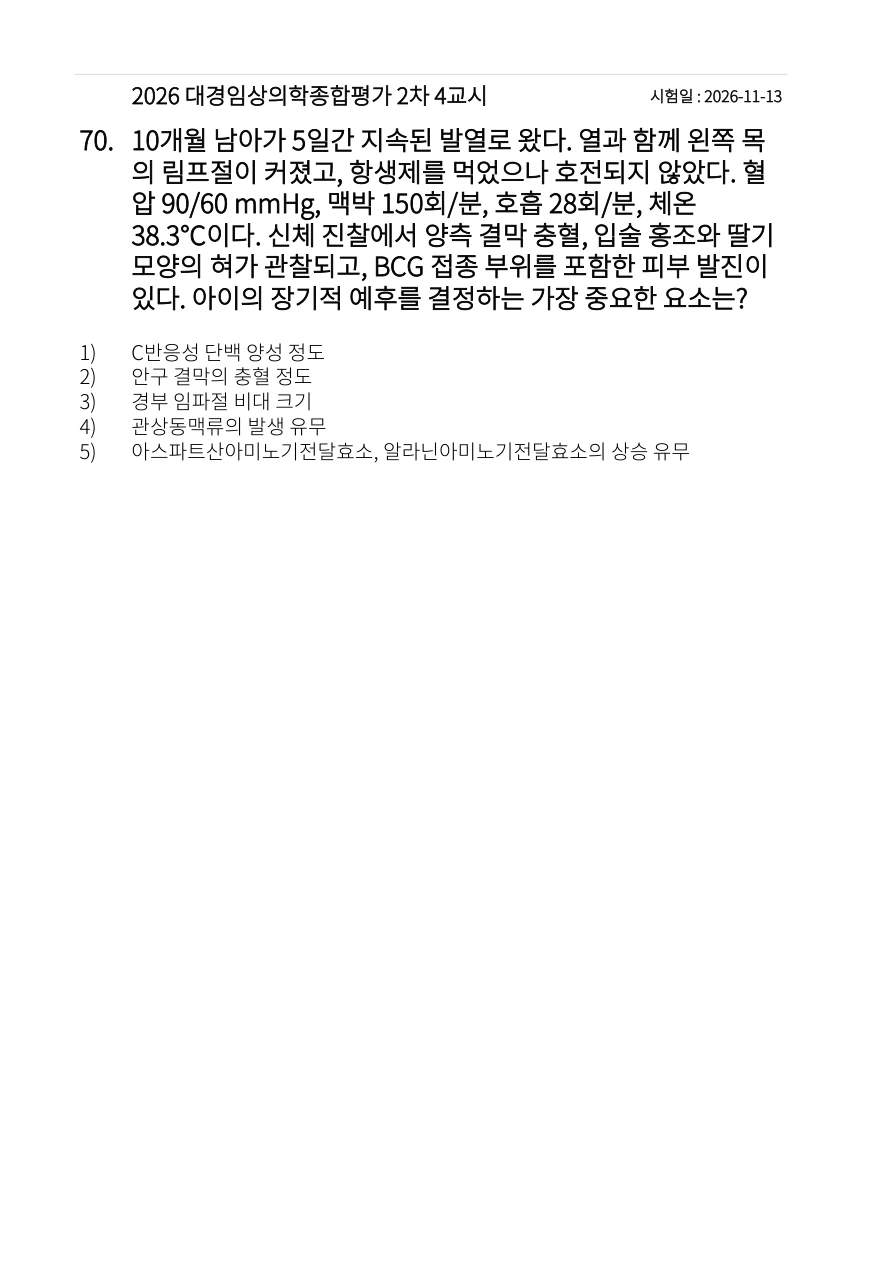 2026 대경임상의학종합평가 2차 4교시
시험일 : 2026-11-13
70. 10개월 남아가 5일간 지속된 발열로 왔다. 열과 함께 왼쪽 목
의 림프절이 커졌고, 항생제를 먹었으나 호전되지 않았다. 혈
압 90/60 mmHg, 맥박 150회/분, 호흡 28회/분, 체온
38.3°C이다. 신체 진찰에서 양측 결막 충혈, 입술 홍조와 딸기
모양의 혀가 관찰되고, BCG 접종 부위를 포함한 피부 발진이
있다. 아이의 장기적 예후를 결정하는 가장 중요한 요소는?
1) C반응성 단백 양성 정도
2) 안구 결막의 충혈 정도
3) 경부 임파절 비대 크기
4) 관상동맥류의 발생 유무
5) 아스파트산아미노기전달효소, 알라닌아미노기전달효소의 상승 유무